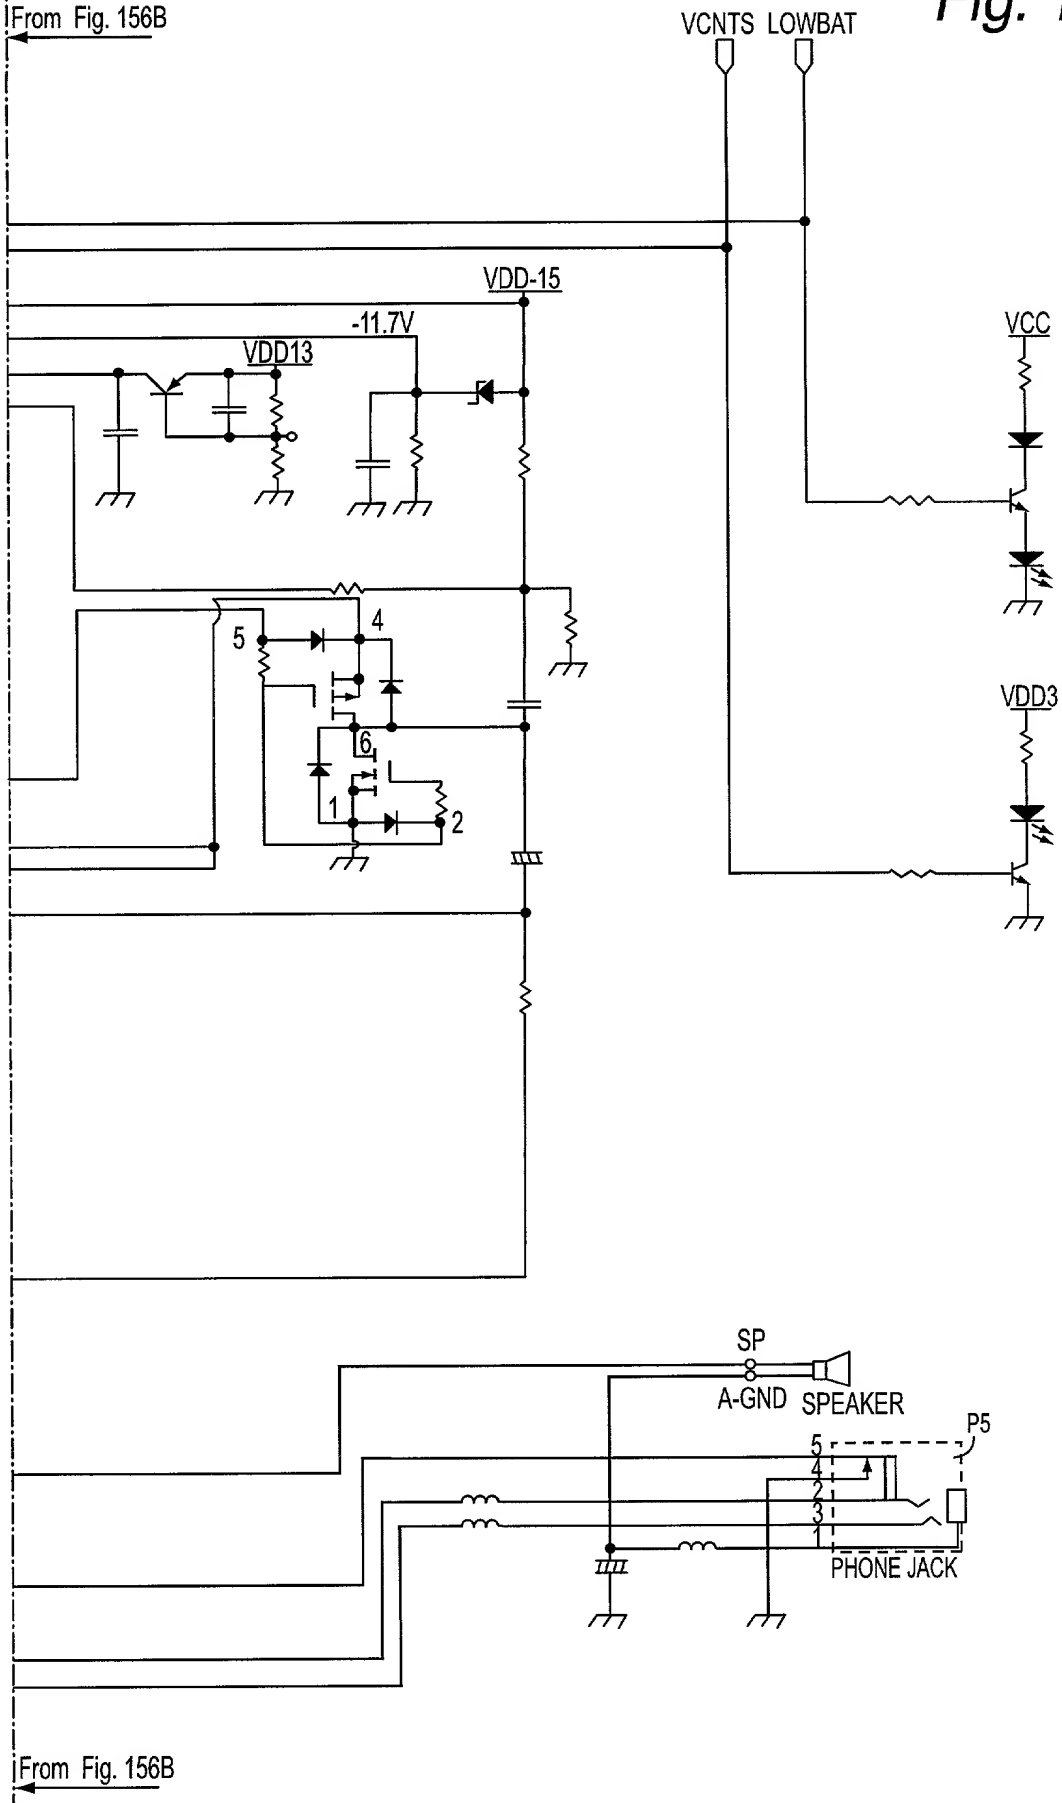 From Fig. 156B
VCNTS LOWBAT
Fig.
VDD-15
-11.7V
VDD13
VCC
5
4
6
1
2
VDD3
SP
A-GND SPEAKER
P5
5
4
2
3
1
PHONE JACK
From Fig. 156B